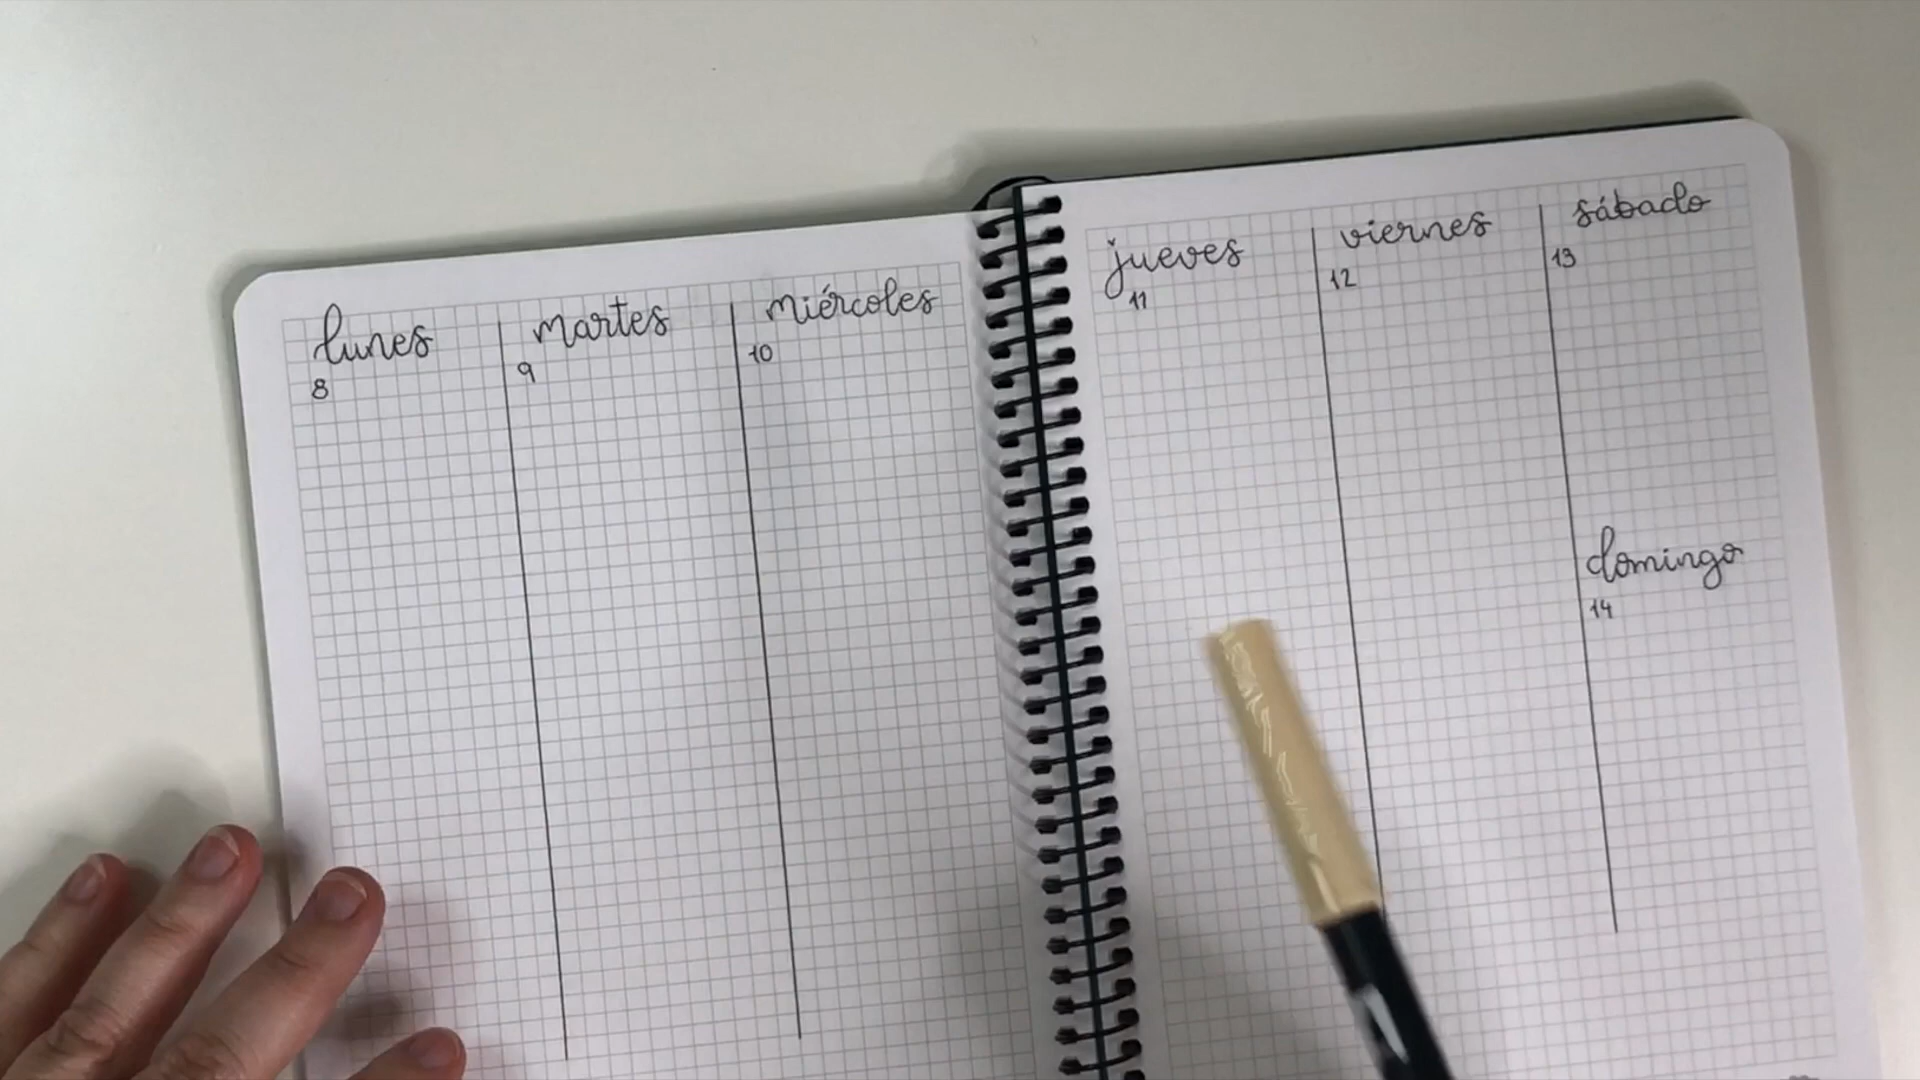 lunes
8
martes
9
miércoles
10
jueves
11
viernes
12
sábado
13
domingo
14